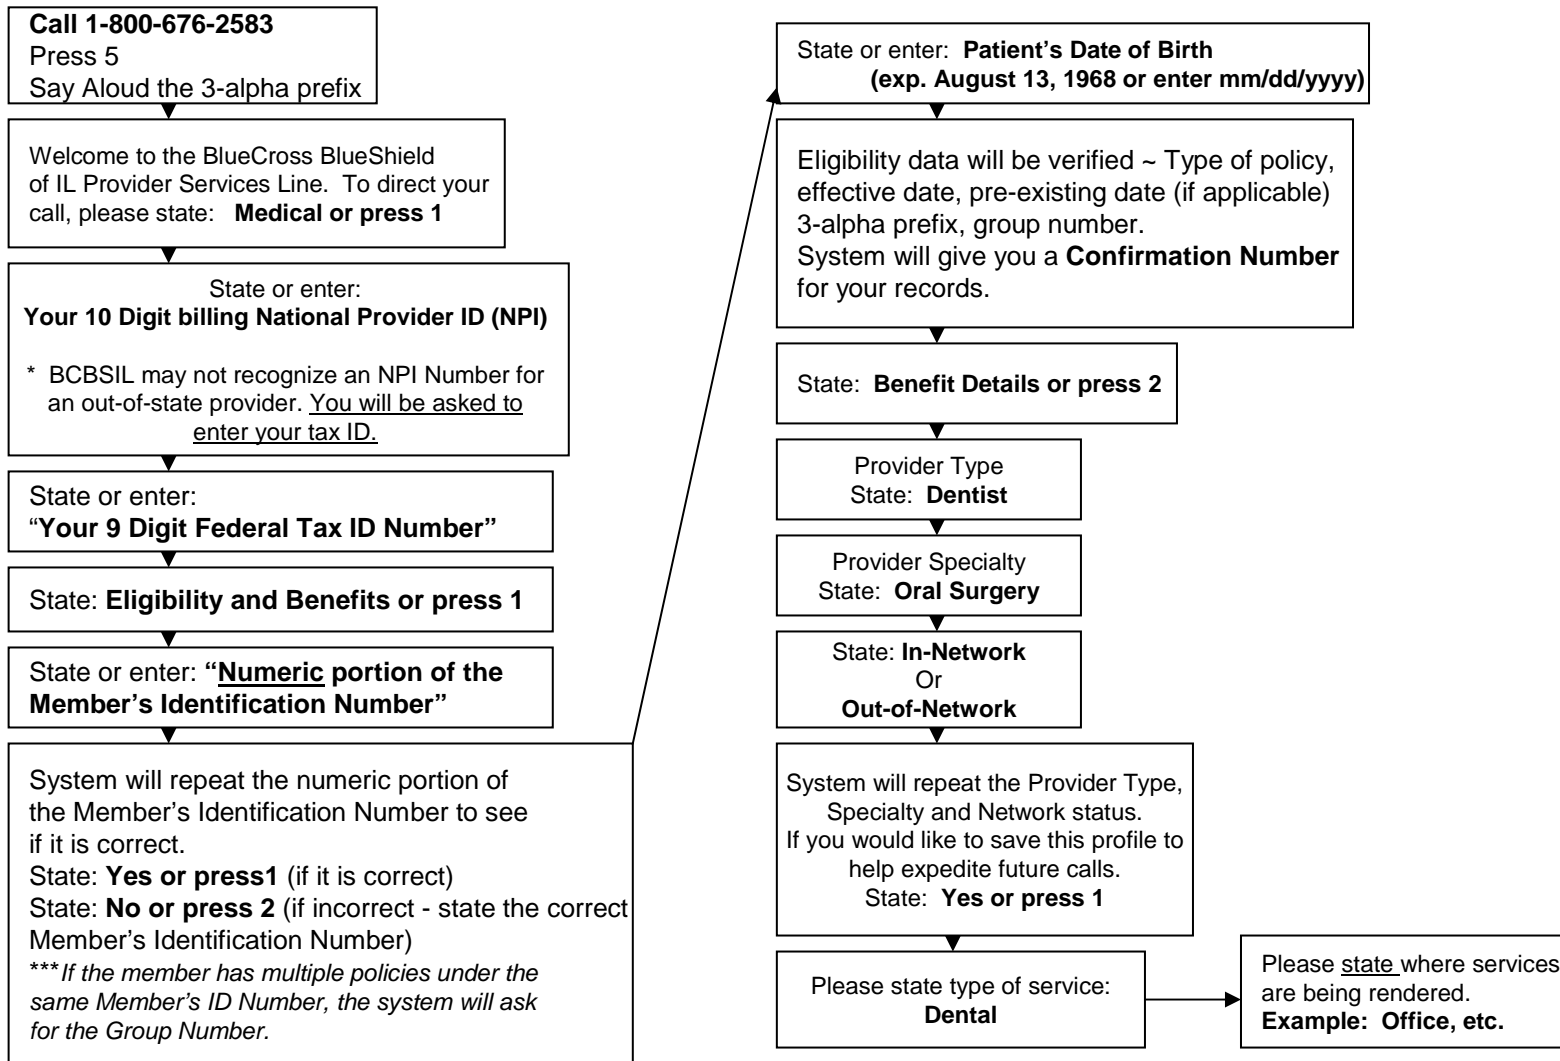 Call 1-800-676-2583
Press 5
Say Aloud the 3-alpha prefix
Welcome to the BlueCross BlueShield
of IL Provider Services Line. To direct your
call, please state: Medical or press 1
State or enter:
Your 10 Digit billing National Provider ID (NPI)
* BCBSIL may not recognize an NPI Number for
an out-of-state provider. You will be asked to
enter your tax ID.
State or enter:
“Your 9 Digit Federal Tax ID Number”
State: Eligibility and Benefits or press 1
State or enter: “Numeric portion of the
Member’s Identification Number”
System will repeat the numeric portion of
the Member’s Identification Number to see
if it is correct.
State: Yes or press1 (if it is correct)
State: No or press 2 (if incorrect - state the correct
Member’s Identification Number)
***If the member has multiple policies under the
same Member’s ID Number, the system will ask
for the Group Number.
State or enter: Patient’s Date of Birth
(exp. August 13, 1968 or enter mm/dd/yyyy)
Eligibility data will be verified ~ Type of policy,
effective date, pre-existing date (if applicable)
3-alpha prefix, group number.
System will give you a Confirmation Number
for your records.
State: Benefit Details or press 2
Provider Type
State: Dentist
Provider Specialty
State: Oral Surgery
State: In-Network
Or
Out-of-Network
System will repeat the Provider Type,
Specialty and Network status.
If you would like to save this profile to
help expedite future calls.
State: Yes or press 1
Please state type of service:
Dental
Please state where services
are being rendered.
Example: Office, etc.